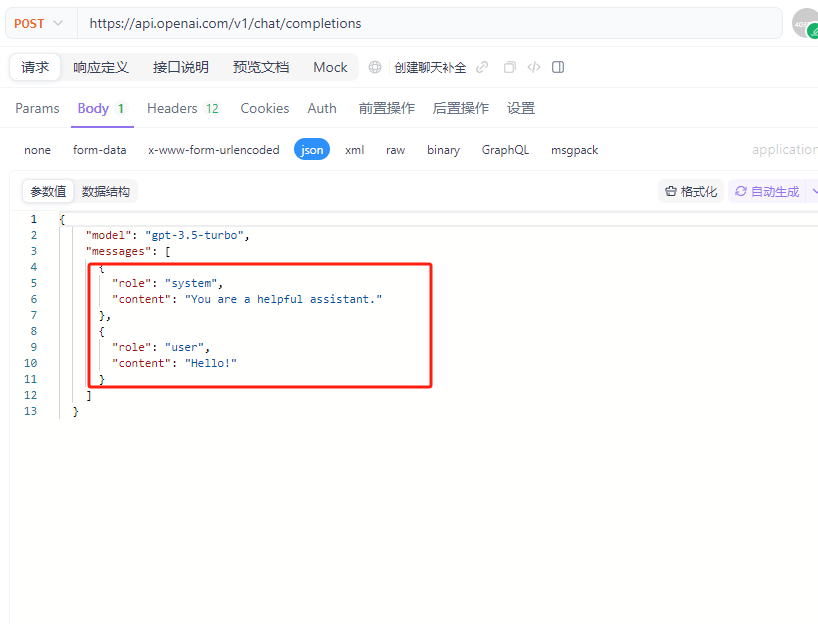 POST https://api.openai.com/v1/chat/completions
请求 响应定义 接口说明 预览文档 Mock 创建聊天补全
Params Body 1 Headers 12 Cookies Auth 前置操作 后置操作 设置
none form-data x-www-form-urlencoded json xml raw binary GraphQL msgpack application
参数值 数据结构 格式化 自动生成
1 {
2 "model": "gpt-3.5-turbo",
3 "messages": [
4 {
5 "role": "system",
6 "content": "You are a helpful assistant."
7 },
8 {
9 "role": "user",
10 "content": "Hello!"
11 }
12 ]
13 }